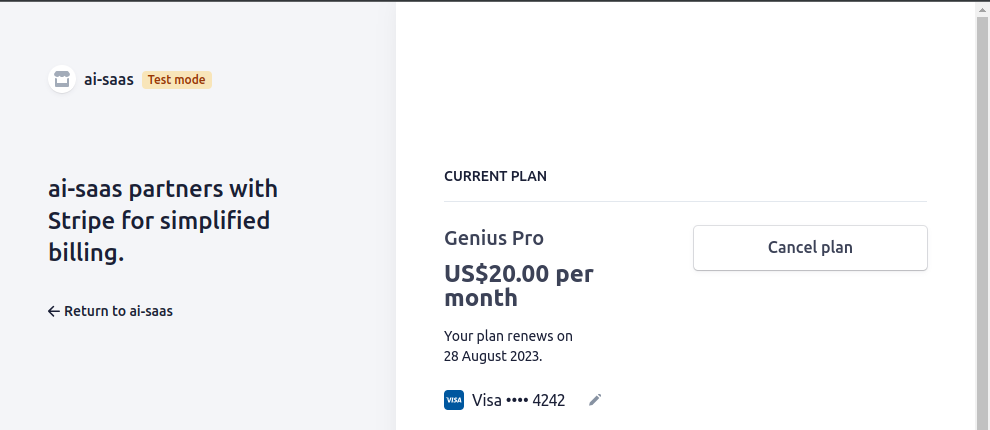 ai-saas Test mode
ai-saas partners with
Stripe for simplified
billing.
← Return to ai-saas
CURRENT PLAN
Genius Pro
Cancel plan
US$20.00 per
month
Your plan renews on
28 August 2023.
VISA Visa •••• 4242